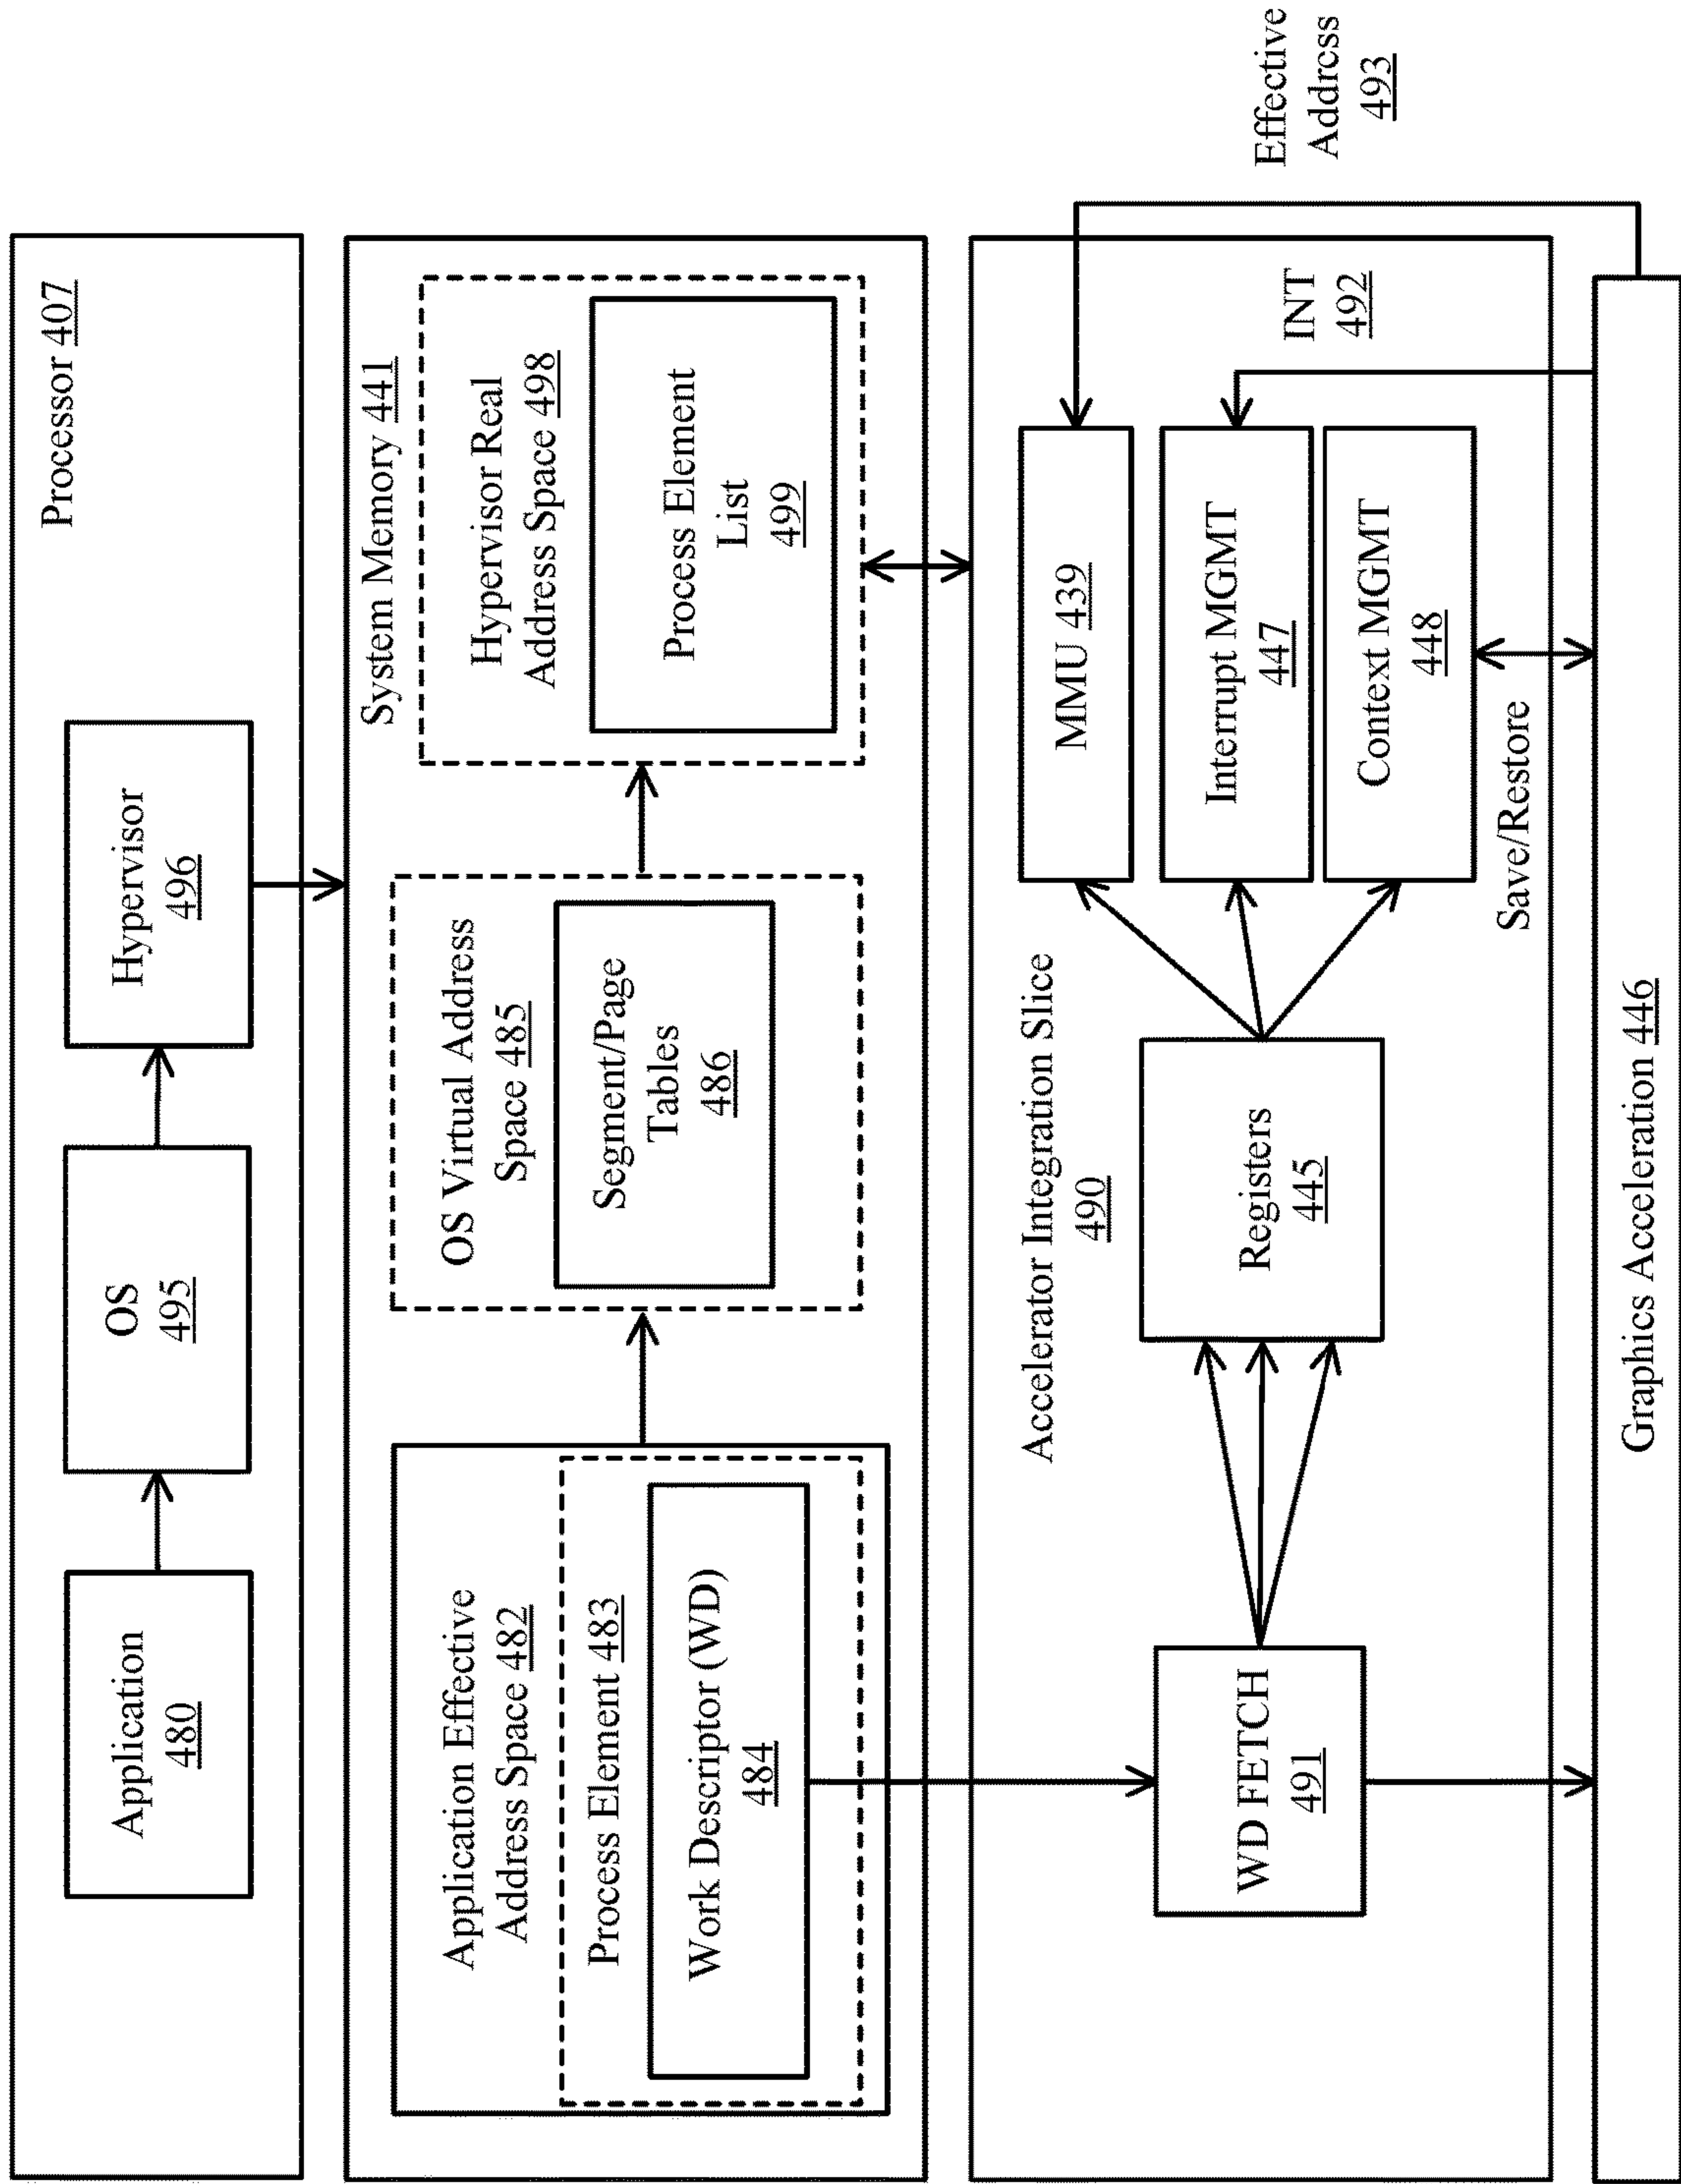 Processor 407
Application
480
OS
495
Hypervisor
496
System Memory 441
Application Effective
Address Space 482
Process Element 483
Work Descriptor (WD)
484
OS Virtual Address
Space 485
Segment/Page
Tables
486
Hypervisor Real
Address Space 498
Process Element
List
499
Accelerator Integration Slice
490
WD FETCH
491
Registers
445
MMU 439
Interrupt MGMT
447
Context MGMT
448
Save/Restore
INT
492
Effective
Address
493
Graphics Acceleration 446